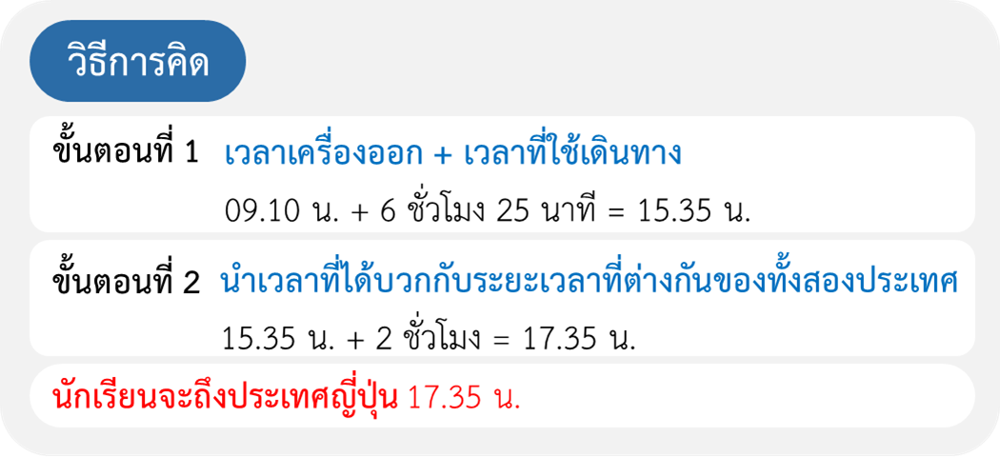 วิธีการคิด
ขั้นตอนที่ 1 เวลาเครื่องออก + เวลาที่ใช้เดินทาง
09.10 น. + 6 ชั่วโมง 25 นาที = 15.35 น.
ขั้นตอนที่ 2 นำเวลาที่ได้บวกกับระยะเวลาที่ต่างกันของทั้งสองประเทศ
15.35 น. + 2 ชั่วโมง = 17.35 น.
นักเรียนจะถึงประเทศญี่ปุ่น 17.35 น.